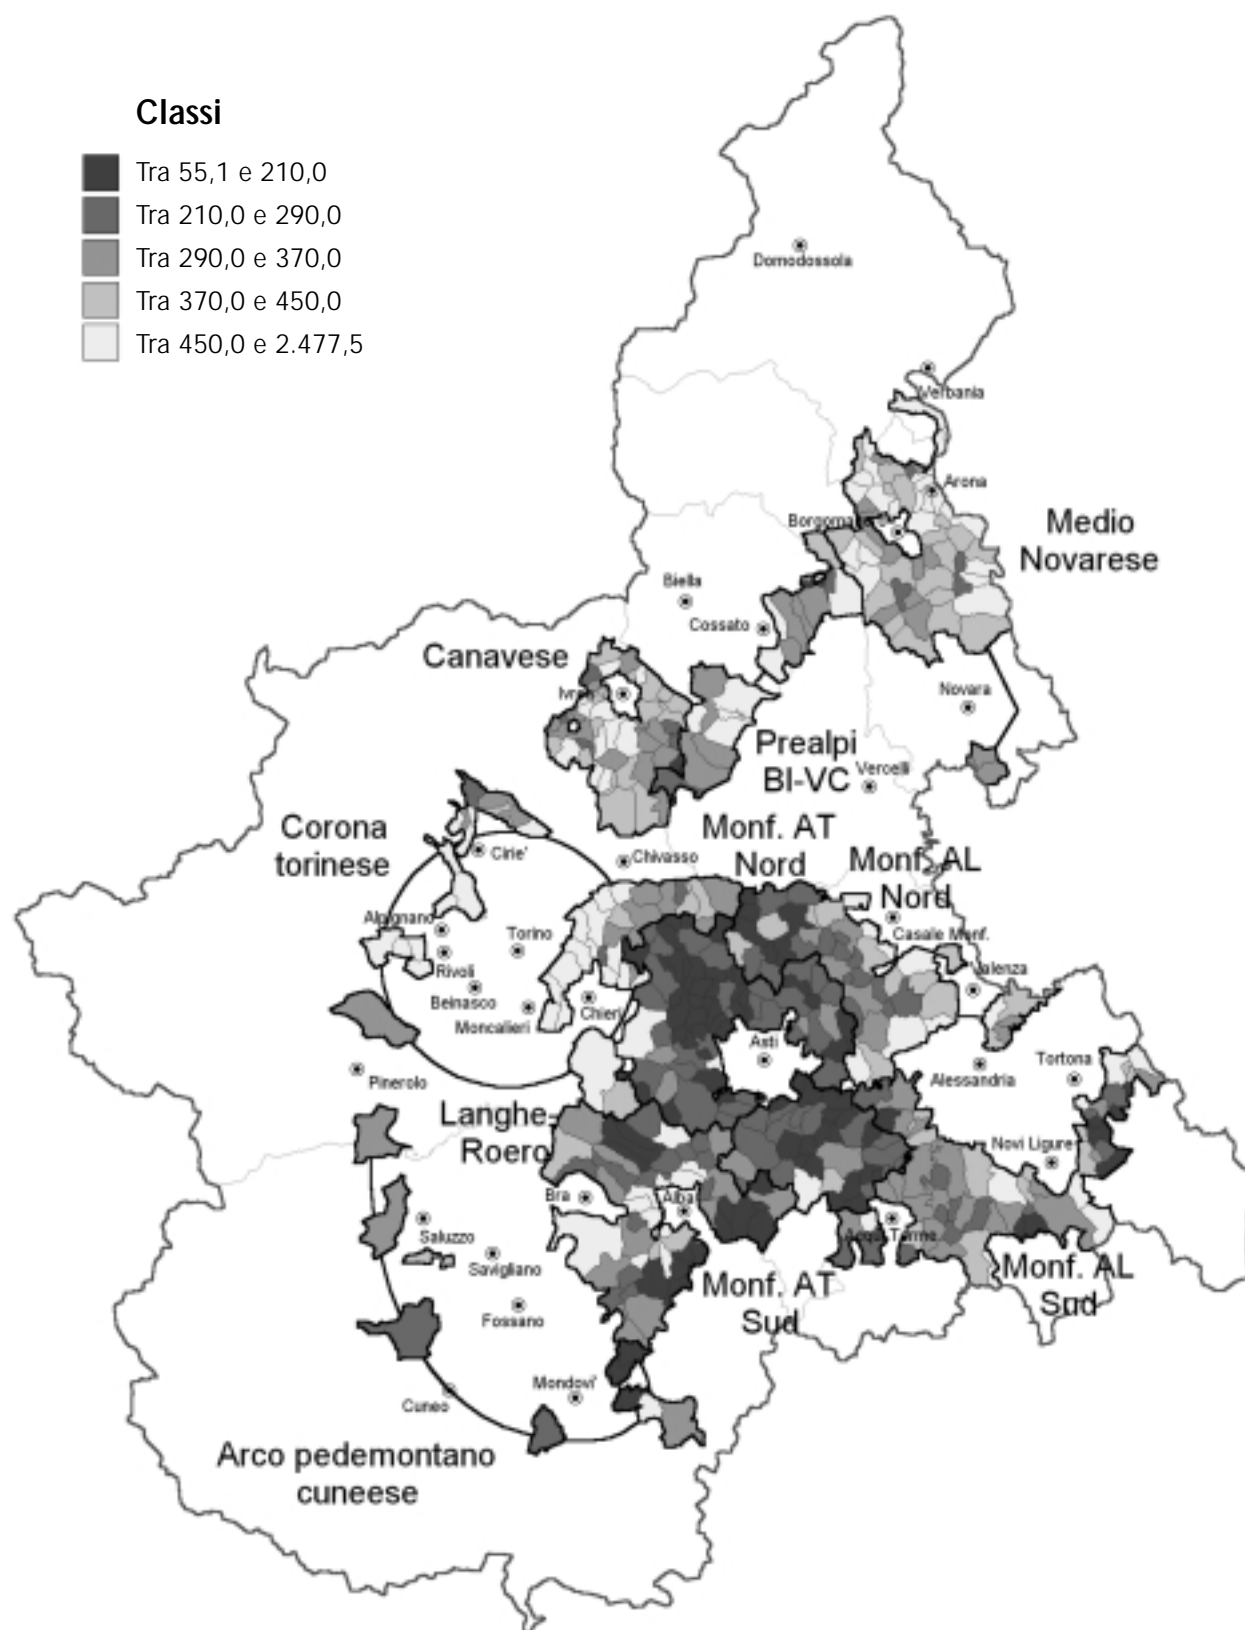 Classi
Tra 55,1 e 210,0
Tra 210,0 e 290,0
Tra 290,0 e 370,0
Tra 370,0 e 450,0
Tra 450,0 e 2.477,5
Domodossola
Verbania
Arona
Medio
Novarese
Biella
Cossato
Canavese
Novara
Prealpi
BI-VC
Vercelli
Corona
torinese
Cirie'
Chivasso
Monf. AT
Nord
Monf. AL
Nord
Casale Monf.
Alpignano
Torino
Rivoli
Beinasco
Moncalieri
Chieri
Valenza
Asti
Alessandria
Tortona
Pinerolo
Langhe-
Roero
Novi Ligure
Bra
Alba
Saluzzo
Savigliano
Acqui Terme
Fossano
Monf. AT
Sud
Monf. AL
Sud
Mondovi'
Cuneo
Arco pedemontano
cuneese